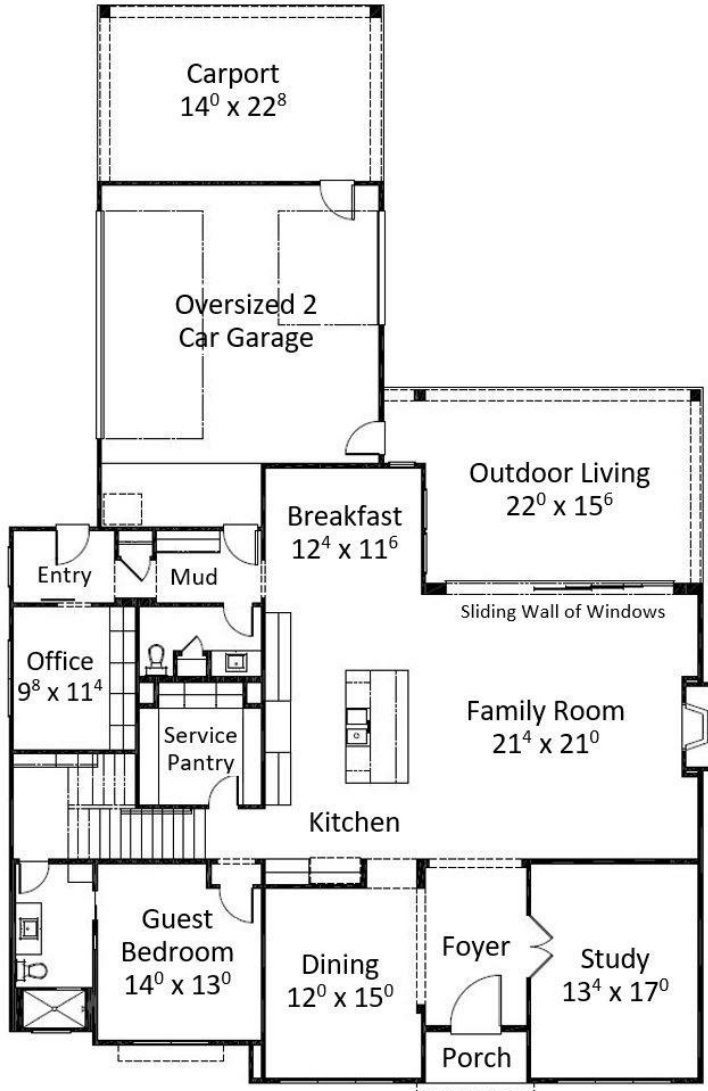 Carport
14⁰ x 22⁸
Oversized 2
Car Garage
Outdoor Living
22⁰ x 15⁶
Breakfast
12⁴ x 11⁶
Entry
Mud
Sliding Wall of Windows
Office
9⁸ x 11⁴
Family Room
21⁴ x 21⁰
Service
Pantry
Kitchen
Guest
Bedroom
14⁰ x 13⁰
Dining
12⁰ x 15⁰
Foyer
Study
13⁴ x 17⁰
Porch